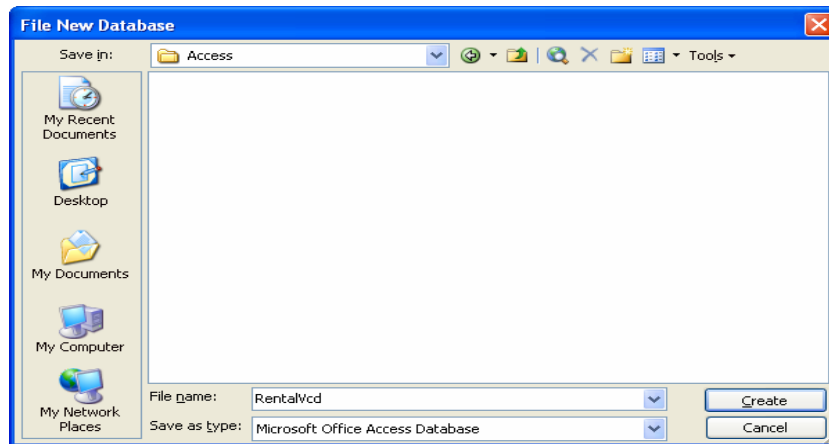 File New Database
Save in:
Access
Tools
My Recent
Documents
Desktop
My Documents
My Computer
My Network
Places
File name:
RentalVcd
Create
Save as type:
Microsoft Office Access Database
Cancel